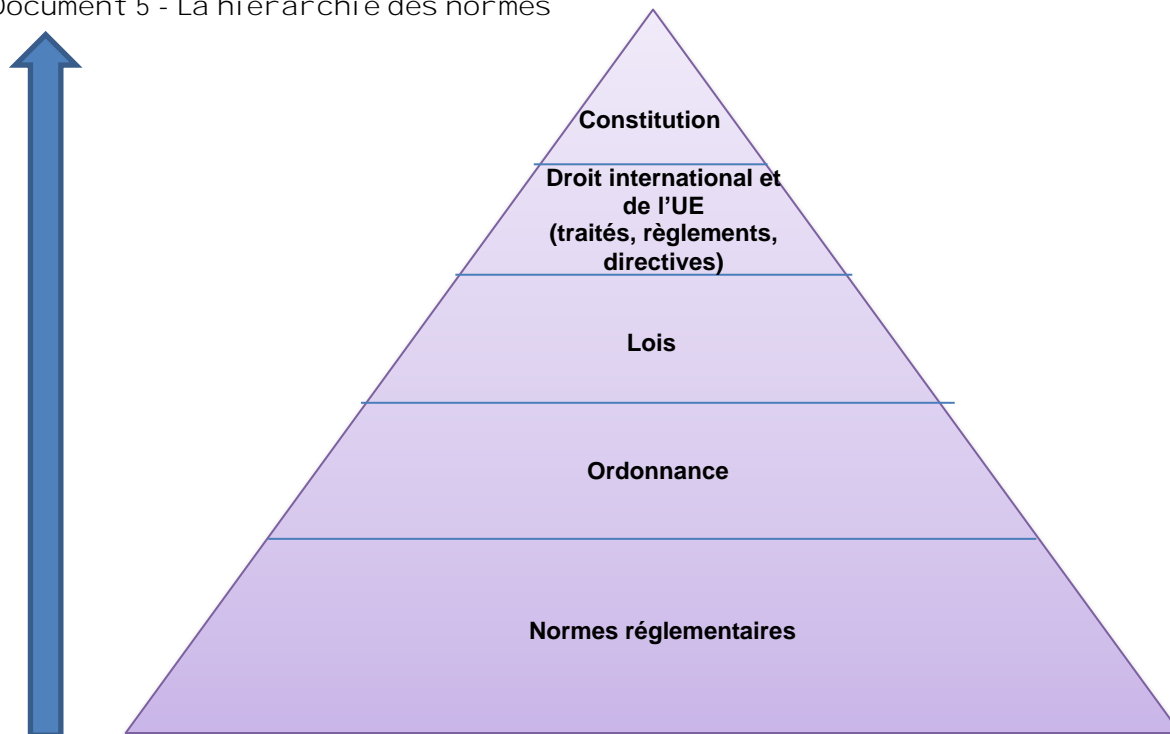 Document 5 - La hiérarchie des normes
Constitution
Droit international et
de l'UE
(traités, règlements,
directives)
Lois
Ordonnance
Normes réglementaires